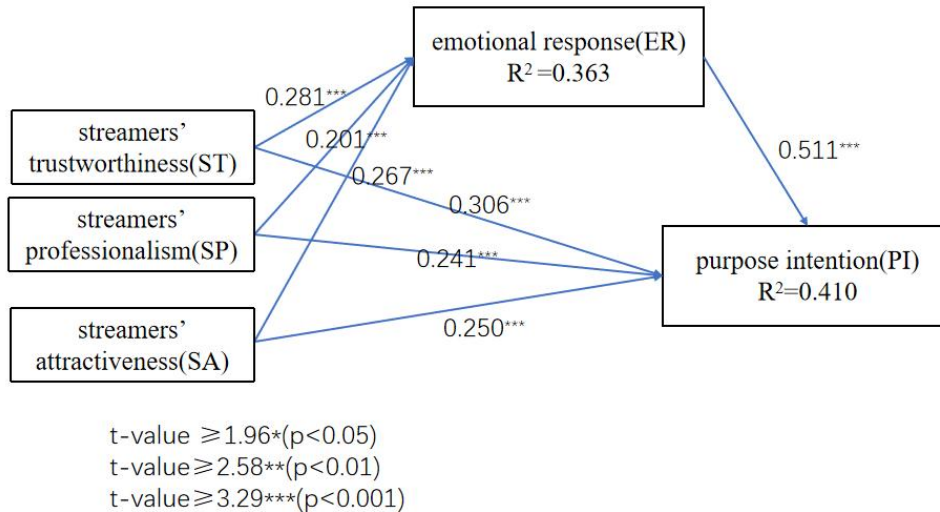 emotional response(ER)
R²=0.363
0.281***
streamers’
trustworthiness(ST)
0.201***
0.267***
0.511***
0.306***
streamers’
professionalism(SP)
0.241***
purpose intention(PI)
R²=0.410
streamers’
attractiveness(SA)
0.250***
t-value ≥1.96*(p<0.05)
t-value≥2.58**(p<0.01)
t-value≥3.29***(p<0.001)